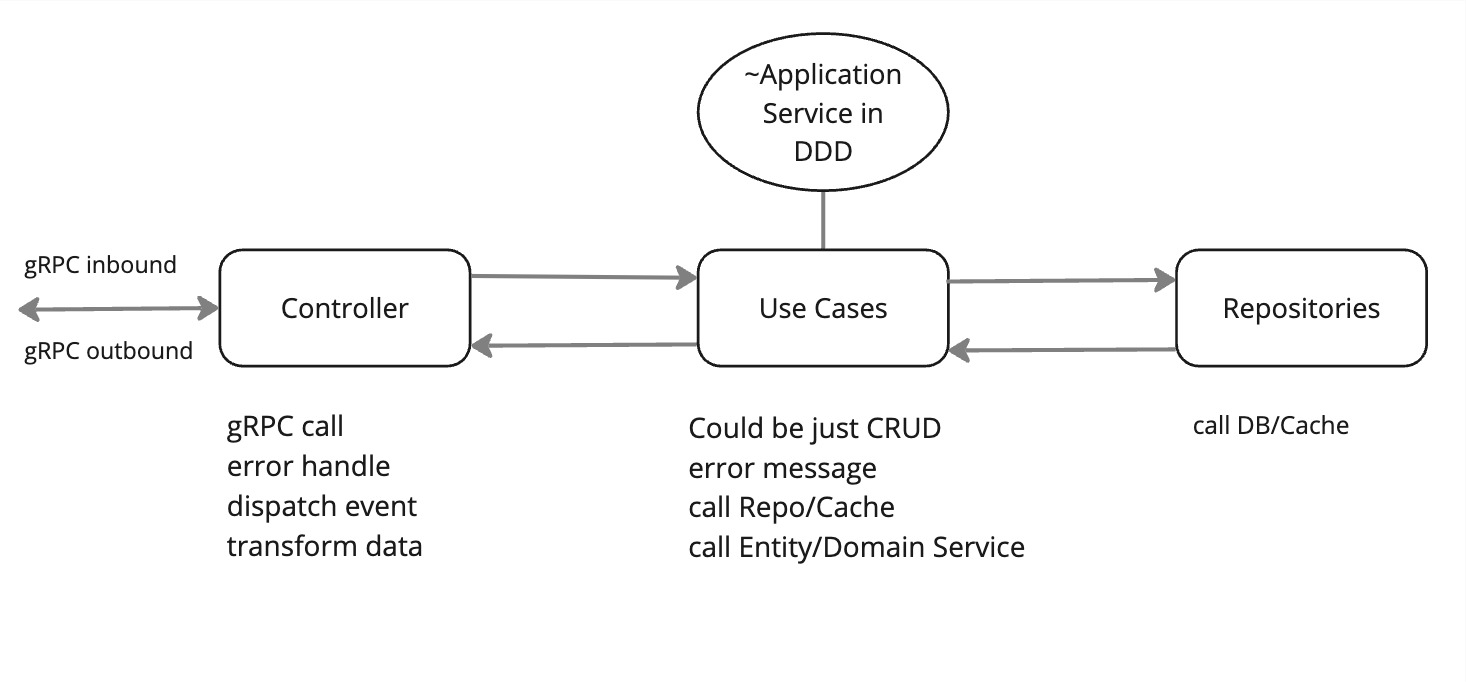 ~Application
Service in
DDD
gRPC inbound
gRPC outbound
Controller
Use Cases
Repositories
gRPC call
error handle
dispatch event
transform data
Could be just CRUD
error message
call Repo/Cache
call Entity/Domain Service
call DB/Cache